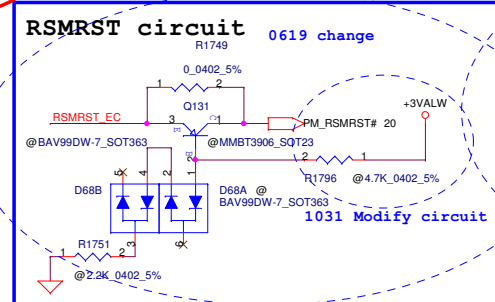 RSMRST circuit
0619 change
R1749
1 2
0_0402_5%
Q131
+3VALW
RSMRST_EC
3 1
E C
B
PM_RSMRST# 20
@BAV99DW-7_SOT363
@MMBT3906_SOT23
2
2 1
R1796
@4.7K_0402_5%
5 4 2 1
D68B
D68A @
BAV99DW-7_SOT363
1031 Modify circuit
3 6
R1751
1 2
@2.2K_0402_5%